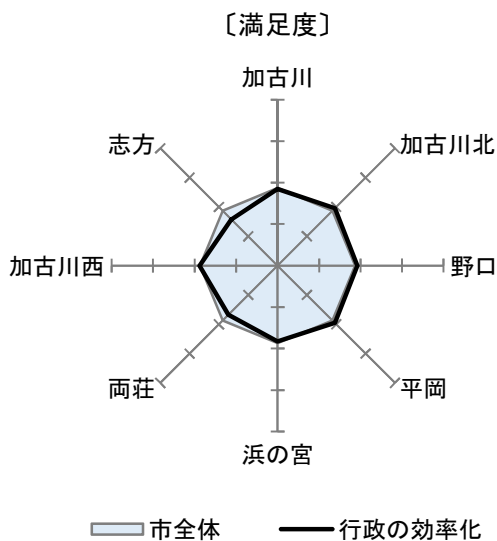 〔満足度〕
加古川
志方
加古川北
加古川西
野口
両荘
平岡
浜の宮
市全体
行政の効率化